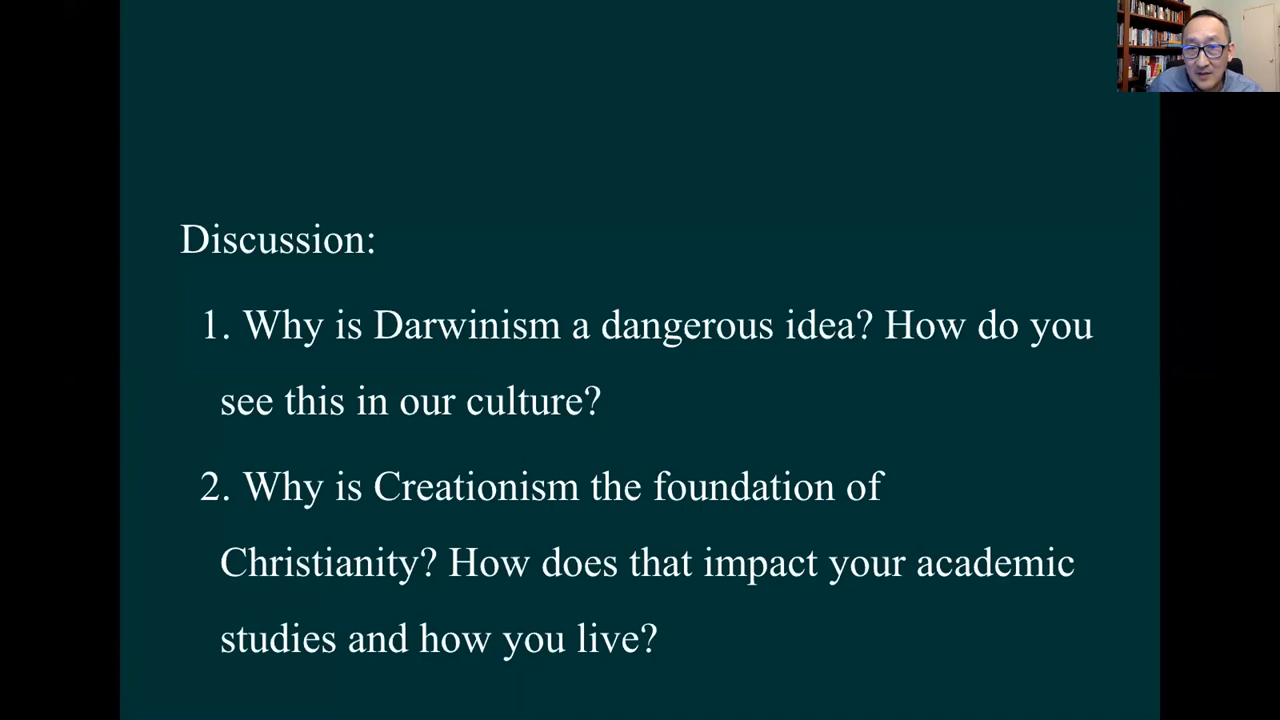 Discussion:
1. Why is Darwinism a dangerous idea? How do you
see this in our culture?
2. Why is Creationism the foundation of
Christianity? How does that impact your academic
studies and how you live?